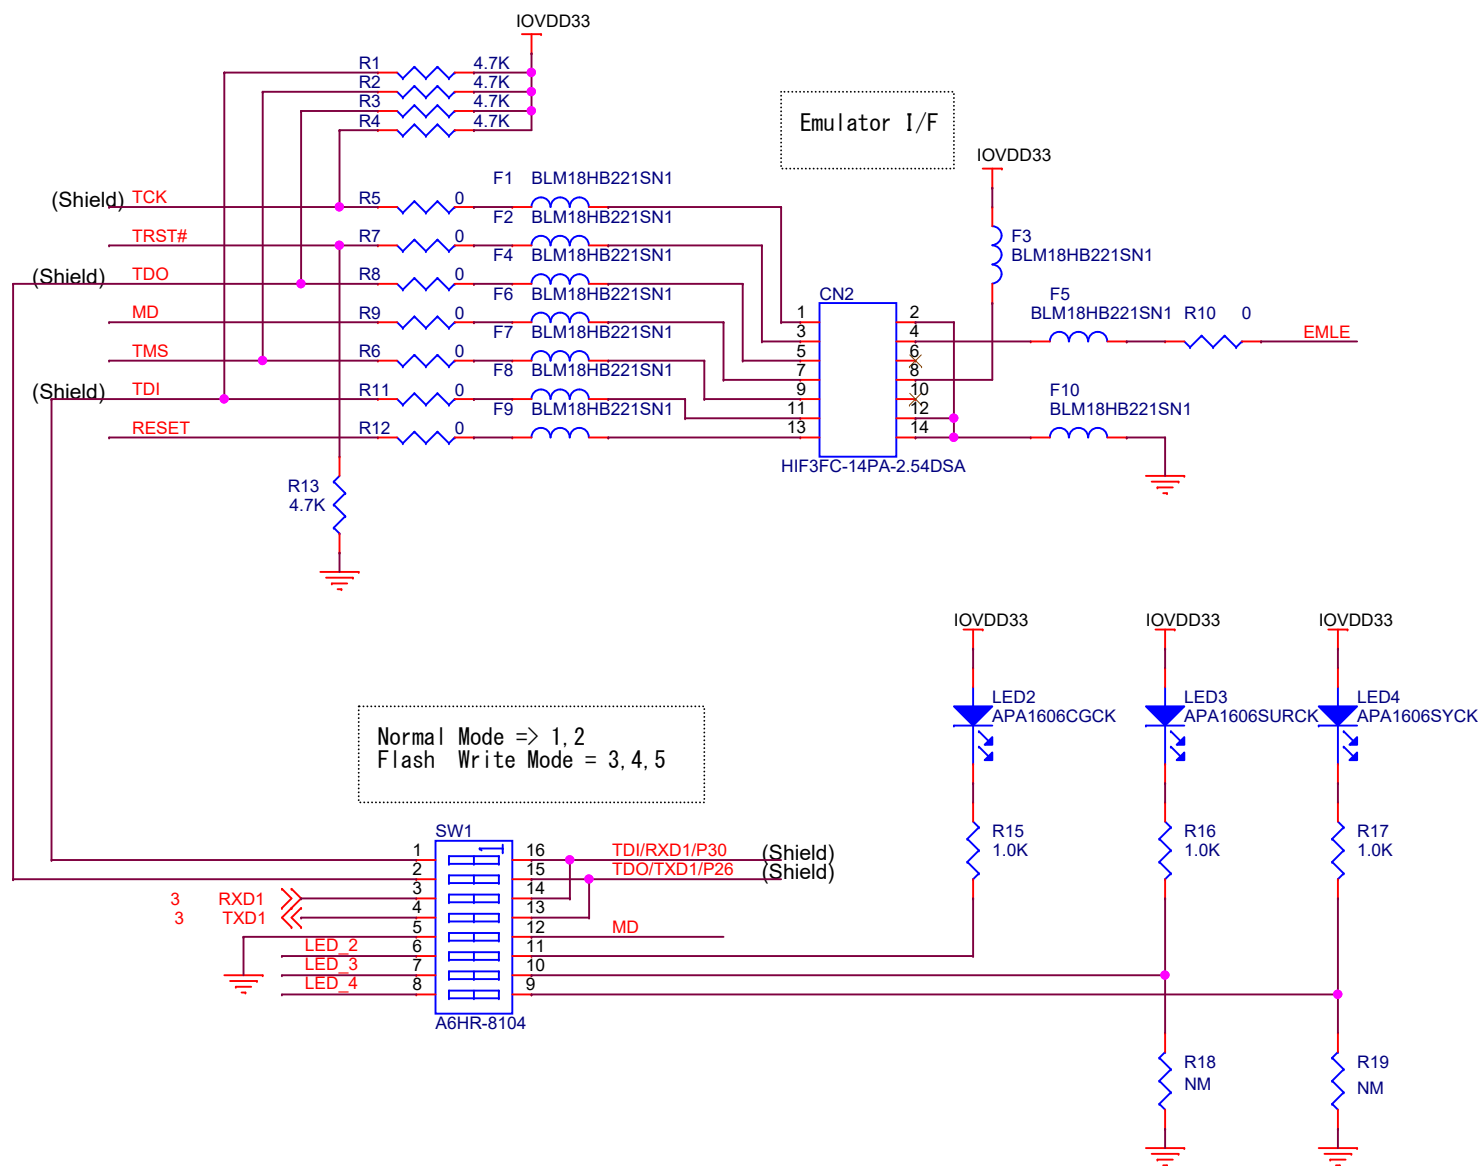 IOVDD33
R1 4.7K
R2 4.7K
R3 4.7K
R4 4.7K
Emulator I/F
IOVDD33
F1 BLM18HB221SN1
(Shield) TCK R5 0
F2 BLM18HB221SN1
TRST# R7 0
F3
BLM18HB221SN1
F4 BLM18HB221SN1
(Shield) TDO R8 0
F6 BLM18HB221SN1
CN2
F5
BLM18HB221SN1 R10 0
MD R9 0
1 2
F7 BLM18HB221SN1
3 4
EMLE
TMS R6 0
5 6
F8 BLM18HB221SN1
7 8
(Shield) TDI R11 0
9 10
F10
BLM18HB221SN1
F9 BLM18HB221SN1
11 12
RESET R12 0
13 14
HIF3FC-14PA-2.54DSA
R13
4.7K
IOVDD33 IOVDD33 IOVDD33
LED2 LED3 LED4
APA1606CGCK APA1606SURCK APA1606SYCK
Normal Mode => 1,2
Flash Write Mode = 3,4,5
SW1
R15 R16 R17
1.0K 1.0K 1.0K
1 1 16 TDI/RXD1/P30 (Shield)
2 15 TDO/TXD1/P26 (Shield)
3 RXD1 3 14
3 TXD1 4 13
5 12 MD
LED_2 6 11
LED_3 7 10
LED_4 8 9
A6HR-8104
R18 R19
NM NM